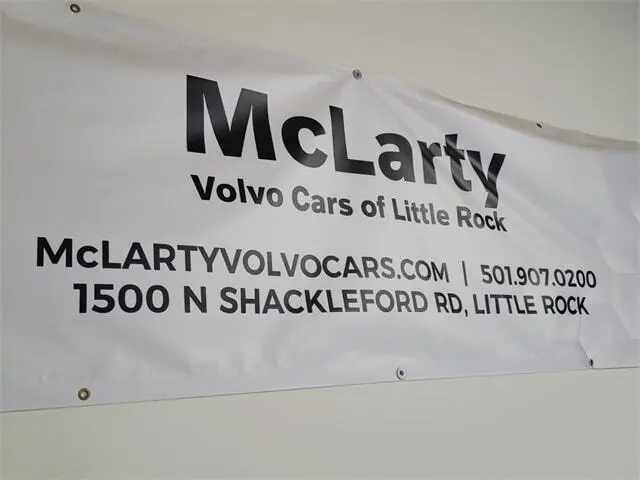 McLarty
Volvo Cars of Little Rock
McLARTYVOLVOCARS.COM | 501.907.0200
1500 N SHACKLEFORD RD, LITTLE ROCK